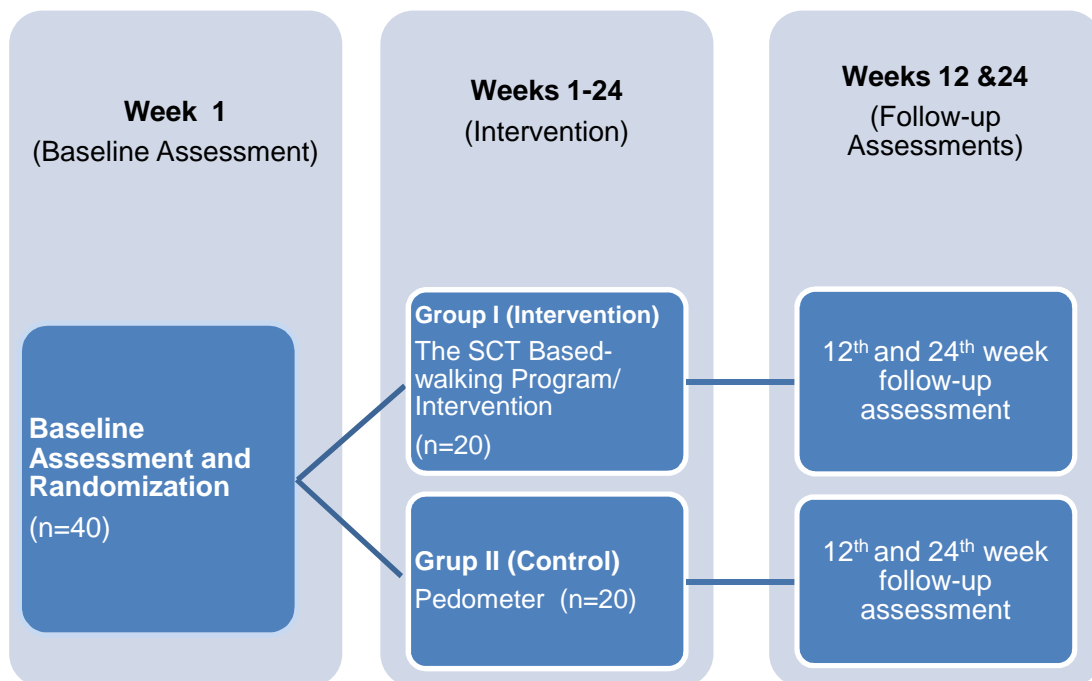 Week 1
(Baseline Assessment)
Baseline
Assessment and
Randomization
(n=40)
Weeks 1-24
(Intervention)
Group I (Intervention)
The SCT Based-
walking Program/
Intervention
(n=20)
Grup II (Control)
Pedometer (n=20)
Weeks 12 &24
(Follow-up
Assessments)
12th and 24th week
follow-up
assessment
12th and 24th week
follow-up
assessment